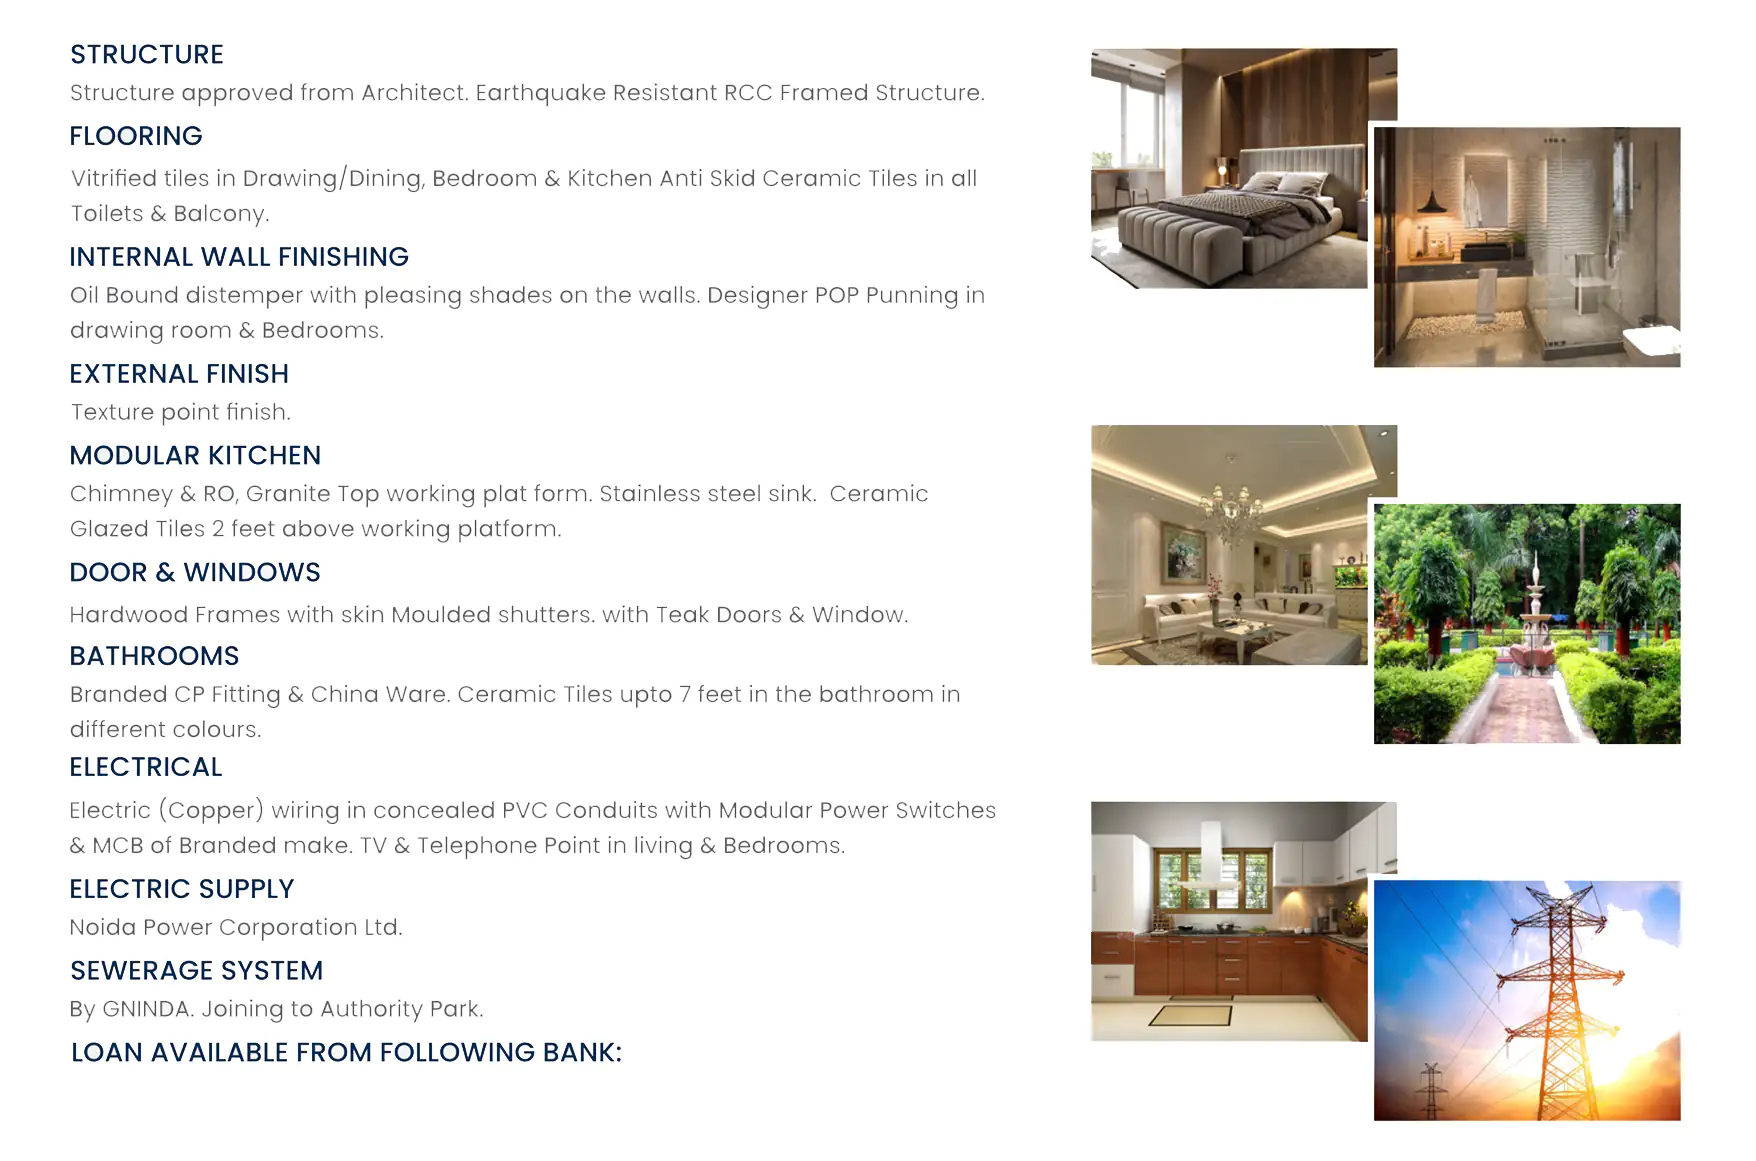 STRUCTURE
Structure approved from Architect. Earthquake Resistant RCC Framed Structure.
FLOORING
Vitrified tiles in Drawing/Dining, Bedroom & Kitchen Anti Skid Ceramic Tiles in all
Toilets & Balcony.
INTERNAL WALL FINISHING
Oil Bound distemper with pleasing shades on the walls. Designer POP Punning in
drawing room & Bedrooms.
EXTERNAL FINISH
Texture point finish.
MODULAR KITCHEN
Chimney & RO, Granite Top working plat form. Stainless steel sink.  Ceramic
Glazed Tiles 2 feet above working platform.
DOOR & WINDOWS
Hardwood Frames with skin Moulded shutters. with Teak Doors & Window.
BATHROOMS
Branded CP Fitting & China Ware. Ceramic Tiles upto 7 feet in the bathroom in
different colours.
ELECTRICAL
Electric (Copper) wiring in concealed PVC Conduits with Modular Power Switches
& MCB of Branded make. TV & Telephone Point in living & Bedrooms.
ELECTRIC SUPPLY
Noida Power Corporation Ltd.
SEWERAGE SYSTEM
By GNINDA. Joining to Authority Park.
LOAN AVAILABLE FROM FOLLOWING BANK: